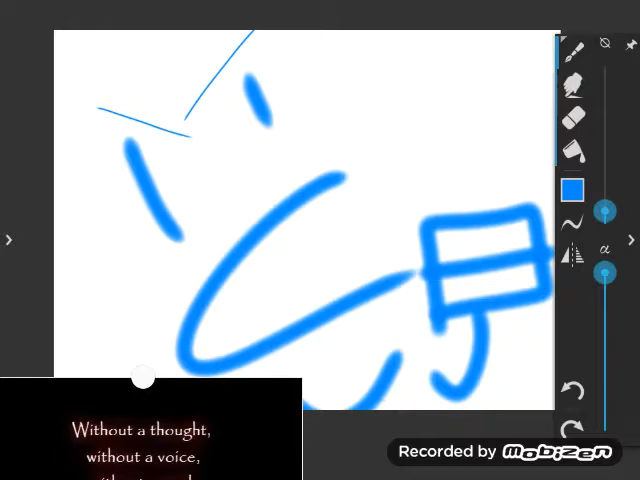 α
Without a thought,
without a voice,
Recorded by Mobizen